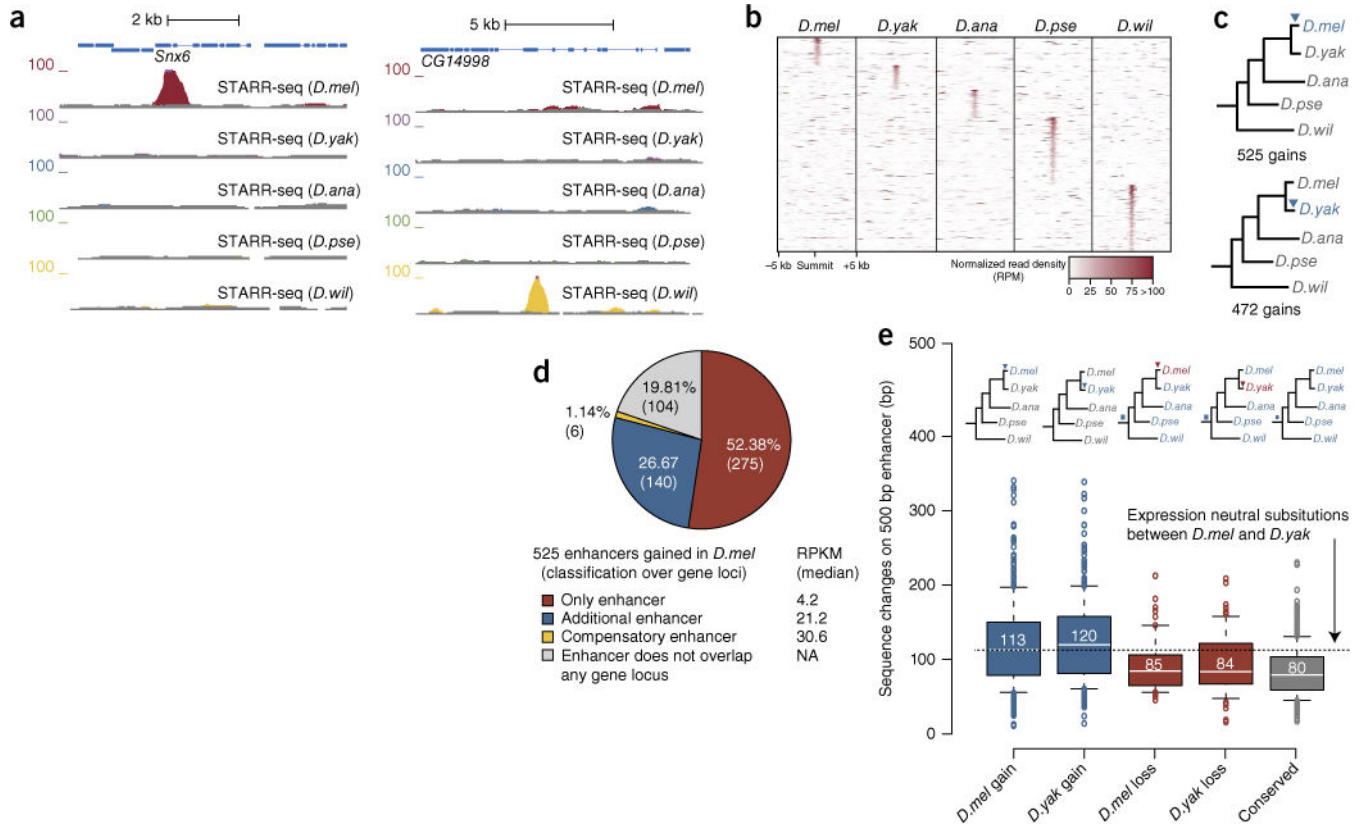 a
2 kb
Snx6
100
STARR-seq (D.mel)
100
STARR-seq (D.yak)
100
STARR-seq (D.ana)
100
STARR-seq (D.pse)
100
STARR-seq (D.wil)
5 kb
CG14998
100
STARR-seq (D.mel)
100
STARR-seq (D.yak)
100
STARR-seq (D.ana)
100
STARR-seq (D.pse)
100
STARR-seq (D.wil)
b
D.mel D.yak D.ana D.pse D.wil
−5 kb Summit +5 kb
Normalized read density
(RPM)
0 25 50 75 >100
c
D.mel
D.yak
D.ana
D.pse
D.wil
525 gains
D.mel
D.yak
D.ana
D.pse
D.wil
472 gains
d
19.81%
(104)
1.14%
(6)
52.38%
(275)
26.67
(140)
525 enhancers gained in D.mel
(classification over gene loci)
RPKM
(median)
Only enhancer 4.2
Additional enhancer 21.2
Compensatory enhancer 30.6
Enhancer does not overlap
any gene locus
NA
e
Sequence changes on 500 bp enhancer (bp)
500
400
300
200
100
0
D.mel
D.yak
D.ana
D.pse
D.wil
D.mel
D.yak
D.ana
D.pse
D.wil
D.mel
D.yak
D.ana
D.pse
D.wil
D.mel
D.yak
D.ana
D.pse
D.wil
D.mel
D.yak
D.ana
D.pse
D.wil
Expression neutral subsitutions
between D.mel and D.yak
113
120
85
84
80
D.mel gain
D.yak gain
D.mel loss
D.yak loss
Conserved